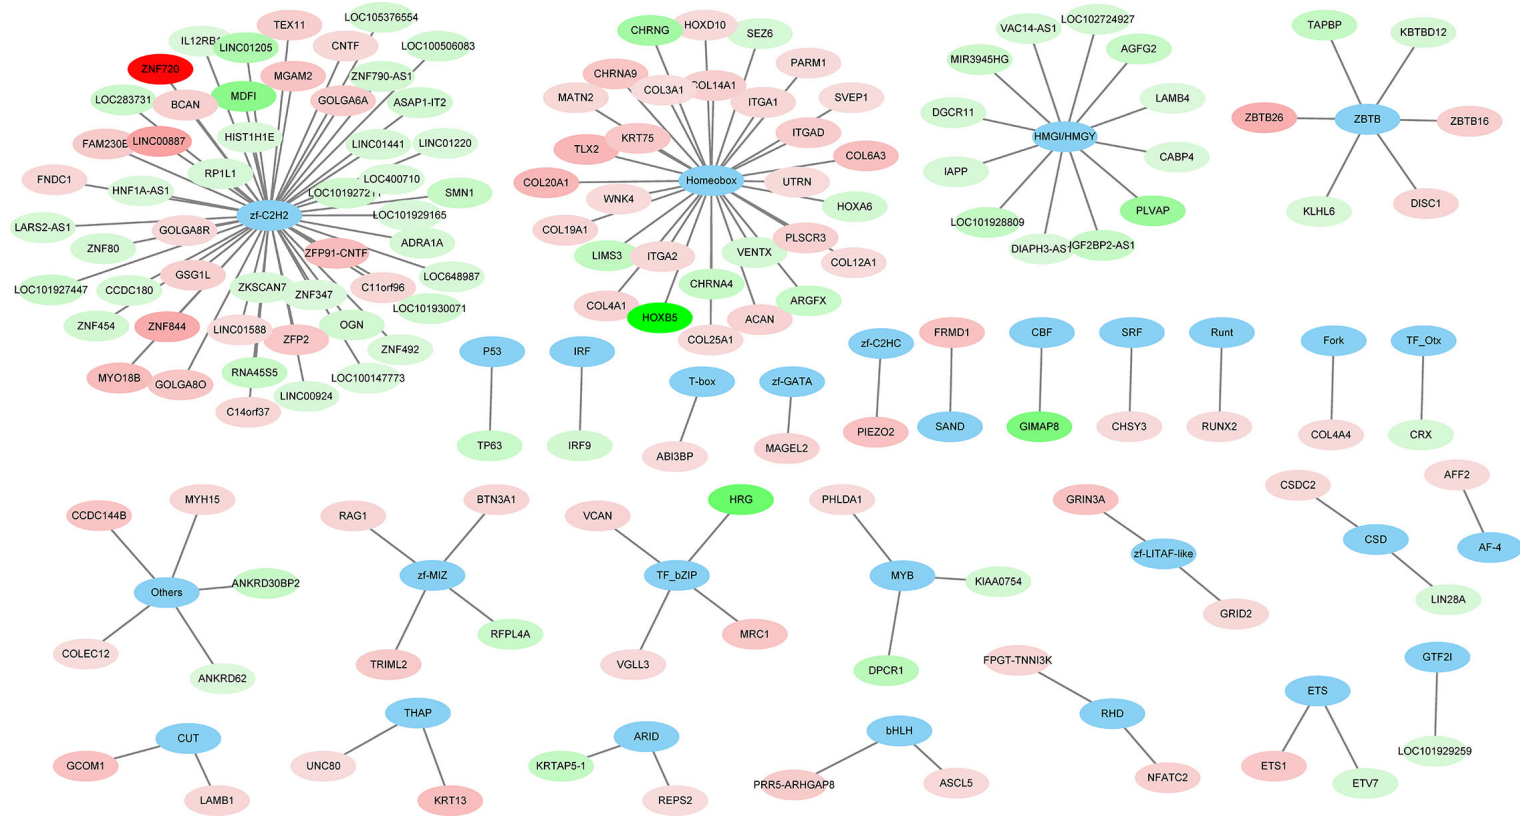 LOC105376554
TEX11
IL12RB1
LINC01205
CNTF
LOC100506083
ZNF720
MGAM2
ZNF790-AS1
LOC283731
BCAN
MDFI
GOLGA6A
ASAP1-IT2
HIST1H1E
FAM230E
LINC00887
LINC01441
LINC01220
RP1L1
LOC400710
FNDC1
HNF1A-AS1
SMN1
zf-C2H2
LOC101929165
LARS2-AS1
GOLGA8R
ZNF80
ADRA1A
ZFP91-CNTF
GSG1L
LOC648987
LOC101927447
CCDC180
ZKSCAN7
ZNF347
C11orf96
LOC101930071
ZNF454
ZNF844
LINC01588
ZFP2
OGN
ZNF492
MYO18B
GOLGA8O
RNA45S5
LOC100147773
LINC00924
C14orf37
CHRNG
HOXD10
SEZ6
PARM1
CHRNA9
COL3A1
COL14A1
MATN2
ITGA1
SVEP1
KRT75
ITGAD
TLX2
COL6A3
COL20A1
Homeobox
UTRN
WNK4
HOXA6
COL19A1
PLSCR3
LIMS3
ITGA2
VENTX
COL12A1
CHRNA4
COL4A1
HOXB5
ACAN
ARGFX
COL25A1
LOC102724927
VAC14-AS1
MIR3945HG
AGFG2
DGCR11
LAMB4
HMGI/HMGY
IAPP
CABP4
LOC101928809
PLVAP
DIAPH3-AS1
IGF2BP2-AS1
TAPBP
KBTBD12
ZBTB26
ZBTB
ZBTB16
KLHL6
DISC1
P53
IRF
T-box
zf-GATA
zf-C2HC
FRMD1
CBF
SRF
Runt
Fork
TF_Otx
TP63
IRF9
ABI3BP
MAGEL2
PIEZO2
SAND
GIMAP8
CHSY3
RUNX2
COL4A4
CRX
CCDC144B
MYH15
ANKRD30BP2
Others
COLEC12
ANKRD62
RAG1
BTN3A1
zf-MIZ
RFPL4A
TRIML2
VCAN
HRG
TF_bZIP
MRC1
VGLL3
PHLDA1
MYB
KIAA0754
DPCR1
GRIN3A
zf-LITAF-like
GRID2
CSDC2
CSD
LIN28A
AFF2
AF-4
CUT
GCOM1
LAMB1
THAP
UNC80
KRT13
ARID
KRTAP5-1
REPS2
bHLH
PRR5-ARHGAP8
ASCL5
FPGT-TNNI3K
RHD
NFATC2
ETS
ETS1
ETV7
GTF2I
LOC101929259